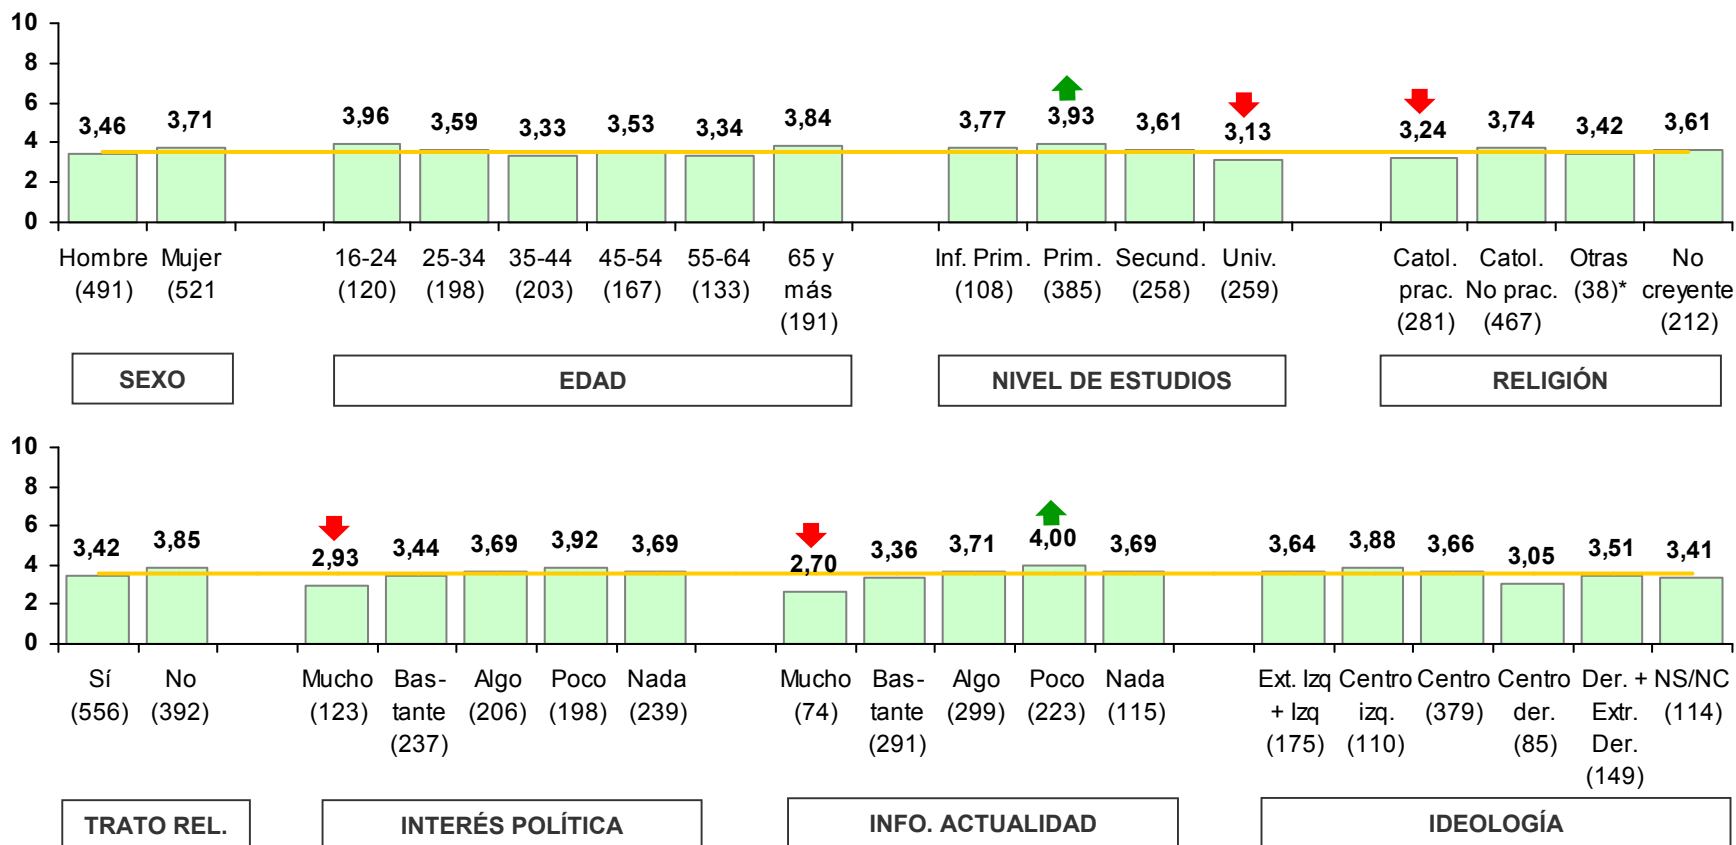 10
8
6
4
2
0
3,46 3,71 3,96 3,59 3,33 3,53 3,34 3,84 3,77 3,93 3,61 3,13 3,24 3,74 3,42 3,61
Hombre Mujer 16-24 25-34 35-44 45-54 55-64 65 y Inf. Prim. Prim. Secund. Univ. Catol. Catol. Otras No
(491) (521 (120) (198) (203) (167) (133) más (108) (385) (258) (259) prac. No prac. (38)* creyente
(191) (281) (467) (212)
SEXO EDAD NIVEL DE ESTUDIOS RELIGIÓN
10
8
6
4
2
0
3,42 3,85 2,93 3,44 3,69 3,92 3,69 2,70 3,36 3,71 4,00 3,69 3,64 3,88 3,66 3,05 3,51 3,41
Sí No Mucho Bas- Algo Poco Nada Mucho Bas- Algo Poco Nada Ext. Izq Centro Centro Centro Der. + NS/NC
(556) (392) (123) tante (206) (198) (239) (74) tante (299) (223) (115) + Izq izq. (379) der. Extr. (114)
(237) (291) (175) (110) (85) Der.
(149)
TRATO REL. INTERÉS POLÍTICA INFO. ACTUALIDAD IDEOLOGÍA